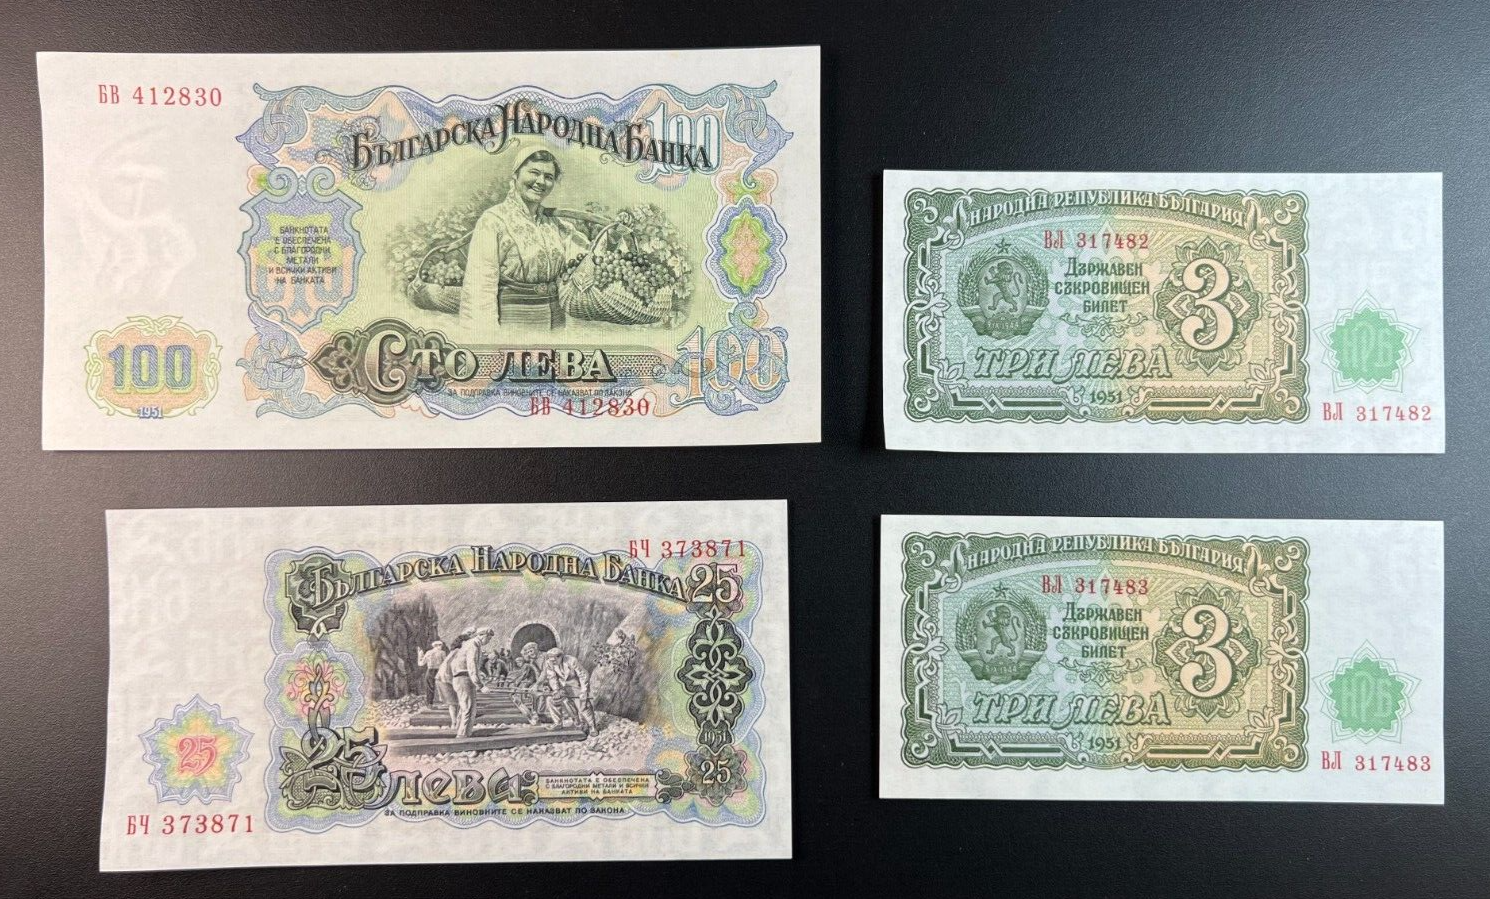 БВ 412830
БЪЛГАРСКА НАРОДНА БАНКА
100
БАНКНОТАТА
Е ОБЕСПЕЧЕНА
С БЛАГОРОДНИ
МЕТАЛИ
И ВСИЧКИ АКТИВИ
НА БАНКАТА
100
1951
СТО ЛЕВА
100
ЗА ПОДПРАВКА ВИНОВНИТЕ СЕ НАКАЗВАТ ПО ЗАКОНА
БВ 412830
НАРОДНА РЕПУБЛИКА БЪЛГАРИЯ
ВЛ 317482
ДЪРЖАВЕН
СЪКРОВИЩЕН
БИЛЕТ
3
ТРИ ЛЕВА
1951
НРБ
ВЛ 317482
БЧ 373871
БЪЛГАРСКА НАРОДНА БАНКА
25
25
1951
25 ЛЕВА
25
БАНКНОТАТА Е ОБЕСПЕЧЕНА
С БЛАГОРОДНИ МЕТАЛИ И ВСИЧКИ
АКТИВИ НА БАНКАТА
ЗА ПОДПРАВКА ВИНОВНИТЕ СЕ НАКАЗВАТ ПО ЗАКОНА
БЧ 373871
НАРОДНА РЕПУБЛИКА БЪЛГАРИЯ
ВЛ 317483
ДЪРЖАВЕН
СЪКРОВИЩЕН
БИЛЕТ
3
ТРИ ЛЕВА
1951
НРБ
ВЛ 317483